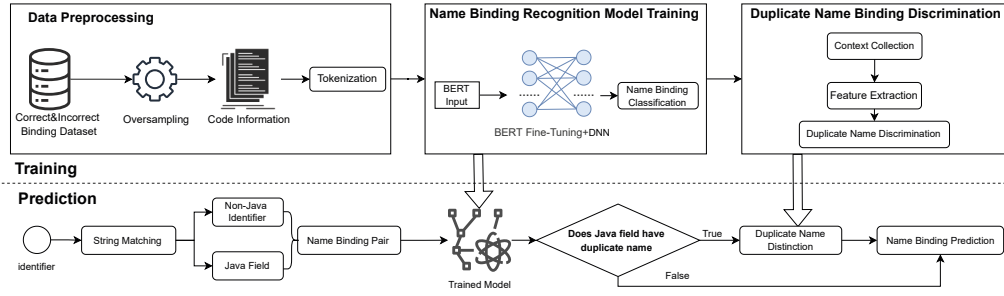 Data Preprocessing
Correct&Incorrect
Binding Dataset
Oversampling
Code Information
Tokenization
Name Binding Recognition Model Training
BERT
Input
BERT Fine-Tuning+DNN
Name Binding
Classification
Duplicate Name Binding Discrimination
Context Collection
Feature Extraction
Duplicate Name Discrimination
Training
Prediction
identifier
String Matching
Non-Java
Identifier
Java Field
Name Binding Pair
Trained Model
Does Java field have
duplicate name
True
False
Duplicate Name
Distinction
Name Binding Prediction